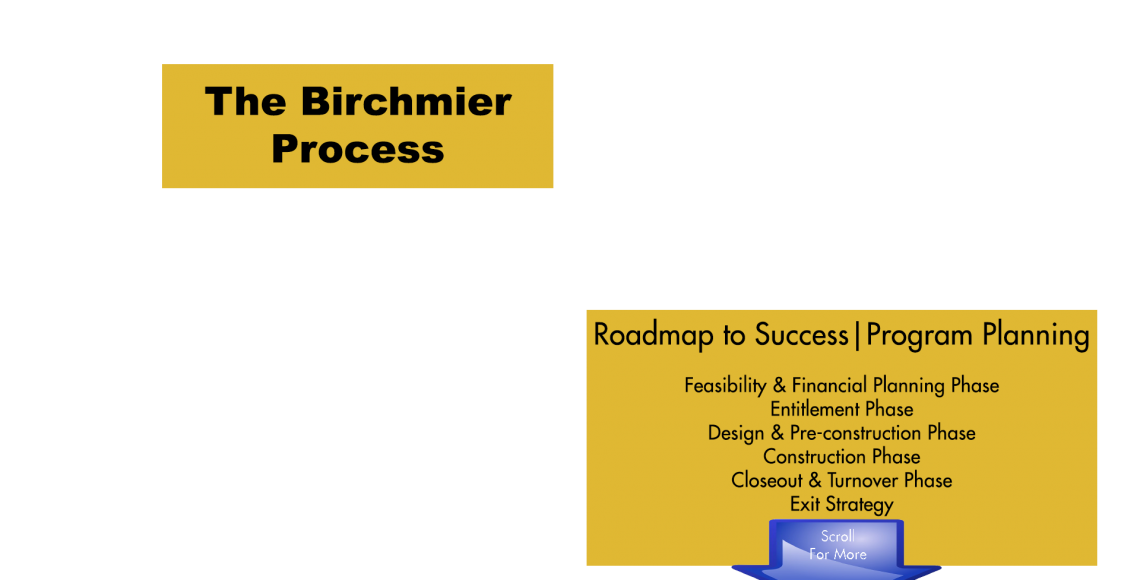 The Birchmier
Process
Roadmap to Success|Program Planning
Feasibility & Financial Planning Phase
Entitlement Phase
Design & Pre-construction Phase
Construction Phase
Closeout & Turnover Phase
Exit Strategy
Scroll
For More